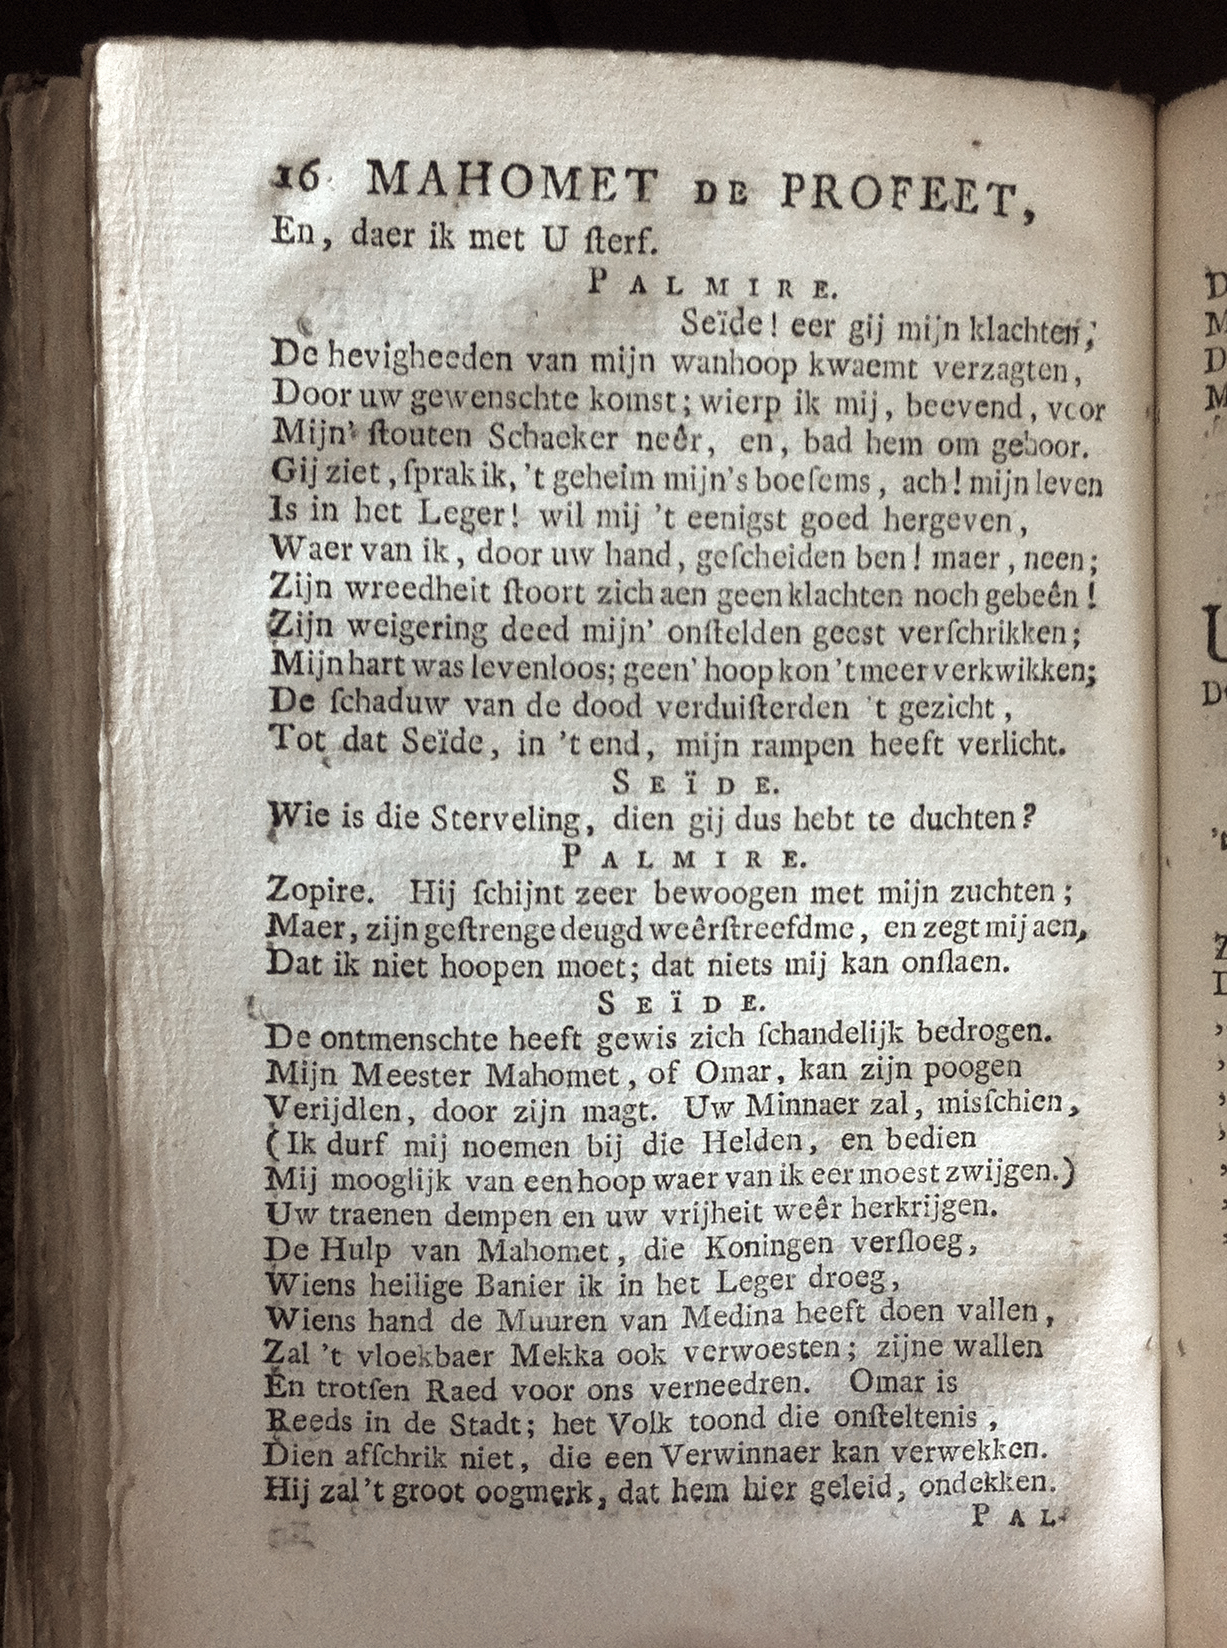 16 MAHOMET DE PROFEET,
En, daer ik met U ſterf.
PALMIRE.
Seïde! eer gij mijn klachten,
De hevigheeden van mijn wanhoop kwaemt verzagten,
Door uw gewenschte komst; wierp ik mij, beevend, voor
Mijn' ſtouten Schaeker neêr, en, bad hem om gehoor.
Gij ziet, ſprak ik, 't geheim mijn's boeſems, ach! mijn leven
Is in het Leger! wil mij 't eenigst goed hergeven,
Waer van ik, door uw hand, geſcheiden ben! maer, neen;
Zijn wreedheit ſtoort zich aen geen klachten noch gebeên!
Zijn weigering deed mijn' onſtelden geest verſchrikken;
Mijn hart was levenloos; geen' hoop kon 't meer verkwikken;
De ſchaduw van de dood verduiſterden 't gezicht,
Tot dat Seïde, in 't end, mijn rampen heeft verlicht.
SEÏDE.
Wie is die Sterveling, dien gij dus hebt te duchten?
PALMIRE.
Zopire. Hij ſchijnt zeer bewoogen met mijn zuchten;
Maer, zijn geſtrenge deugd weêrſtreefd me, en zegt mij aen,
Dat ik niet hoopen moet; dat niets mij kan onſlaen.
SEÏDE.
De ontmenschte heeft gewis zich ſchandelijk bedrogen.
Mijn Meester Mahomet, of Omar, kan zijn poogen
Verijdlen, door zijn magt. Uw Minnaer zal, misſchien,
(Ik durf mij noemen bij die Helden, en bedien
Mij mooglijk van een hoop waer van ik eer moest zwijgen.)
Uw traenen dempen en uw vrijheit weêr herkrijgen.
De Hulp van Mahomet, die Koningen verſloeg,
Wiens heilige Banier ik in het Leger droeg,
Wiens hand de Muuren van Medina heeft doen vallen,
Zal 't vloekbaer Mekka ook verwoesten; zijne wallen
En trotſen Raed voor ons verneedren. Omar is
Reeds in de Stadt; het Volk toond die onſteltenis,
Dien afſchrik niet, die een Verwinnaer kan verwekken.
Hij zal 't groot oogmerk, dat hem hier geleid, ondekken.
PAL-